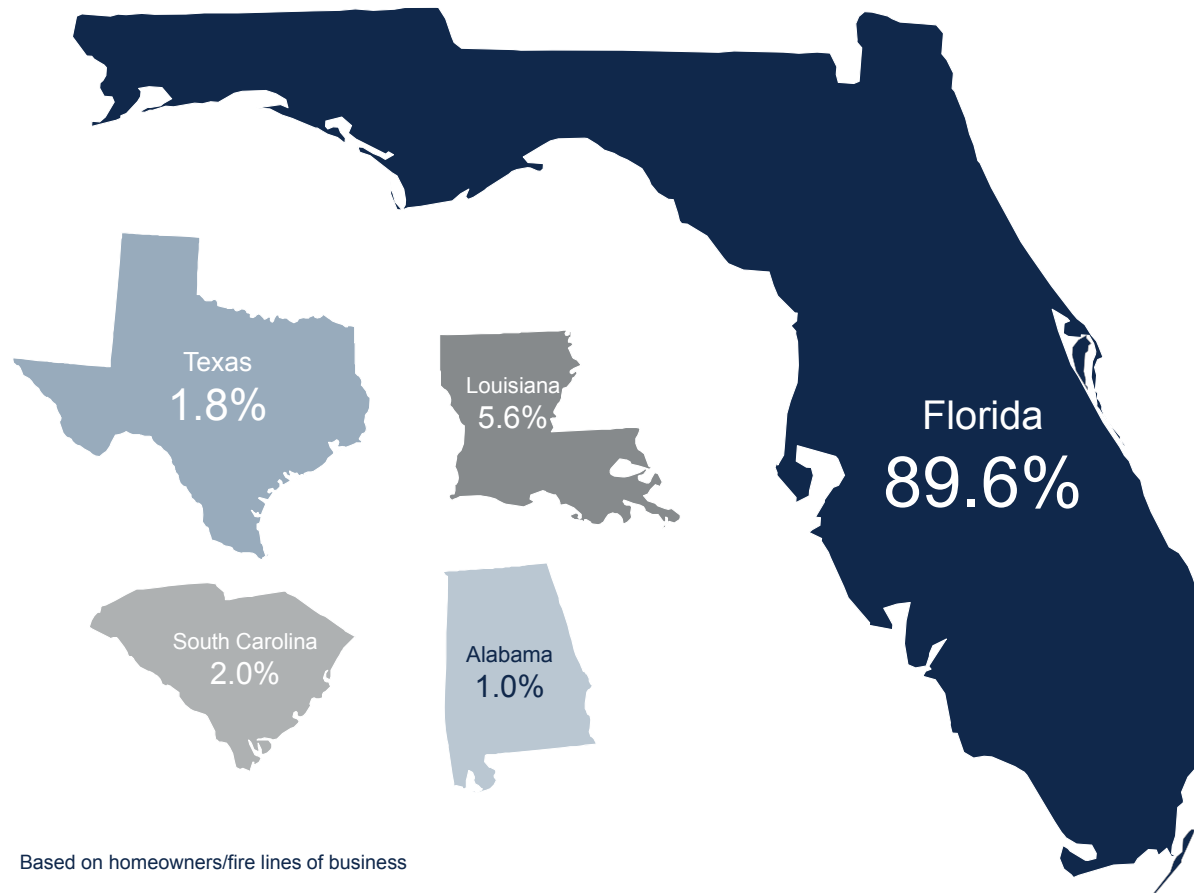 Texas
1.8%
Louisiana
5.6%
Florida
89.6%
South Carolina
2.0%
Alabama
1.0%
Based on homeowners/fire lines of business